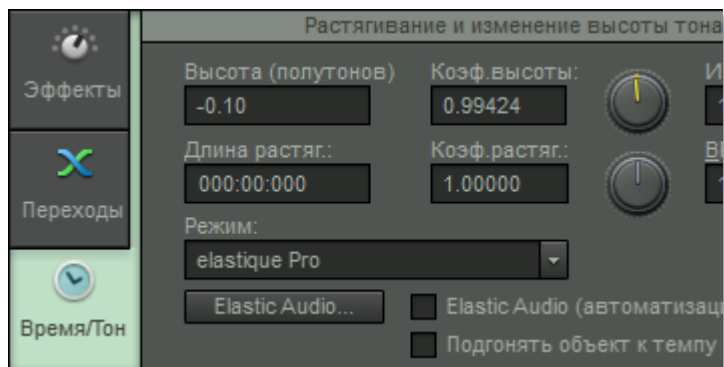 Растягивание и изменение высоты тона
Эффекты
Переходы
Время/Тон
Высота (полутонов)
Коэф.высоты:
-0.10
0.99424
Длина растяг.:
Коэф.растяг.:
000:00:000
1.00000
Режим:
elastique Pro
Elastic Audio...
Elastic Audio (автоматизаци
Подгонять объект к темпу